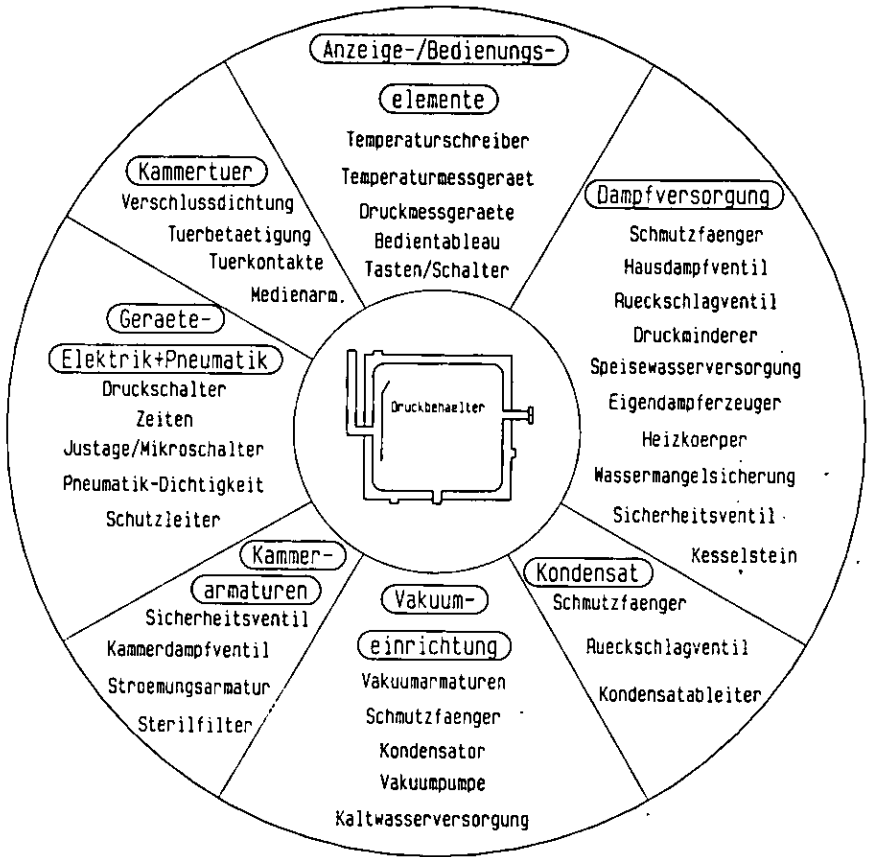 Anzeige-/Bedienungs-
elemente
Temperaturschreiber
Temperaturmessgeraet
Druckmessgeraete
Bedientableau
Tasten/Schalter
Dampfversorgung
Schmutzfaenger
Hausdampfventil
Rueckschlagventil
Druckminderer
Speisewasserversorgung
Eigendampferzeuger
Heizkoerper
Wassermangelsicherung
Sicherheitsventil
Kesselstein
Kondensat
Schmutzfaenger
Rueckschlagventil
Kondensatableiter
Vakuum-
einrichtung
Vakuumarmaturen
Schmutzfaenger
Kondensator
Vakuumpumpe
Kaltwasserversorgung
Kammer-
armaturen
Sicherheitsventil
Kammerdampfventil
Stroemungsarmatur
Sterilfilter
Geraete-
Elektrik+Pneumatik
Druckschalter
Zeiten
Justage/Mikroschalter
Pneumatik-Dichtigkeit
Schutzleiter
Kammertuer
Verschlussdichtung
Tuerbetaetigung
Tuerkontakte
Medienarm.
Druckbehaelter